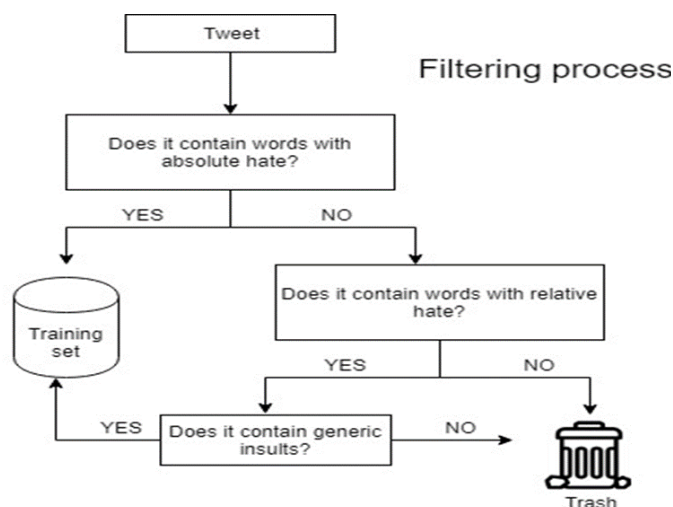 Tweet
Filtering process
Does it contain words with
absolute hate?
YES
NO
Does it contain words with relative
hate?
Training
set
YES
NO
YES
Does it contain generic
insults?
NO
Trash